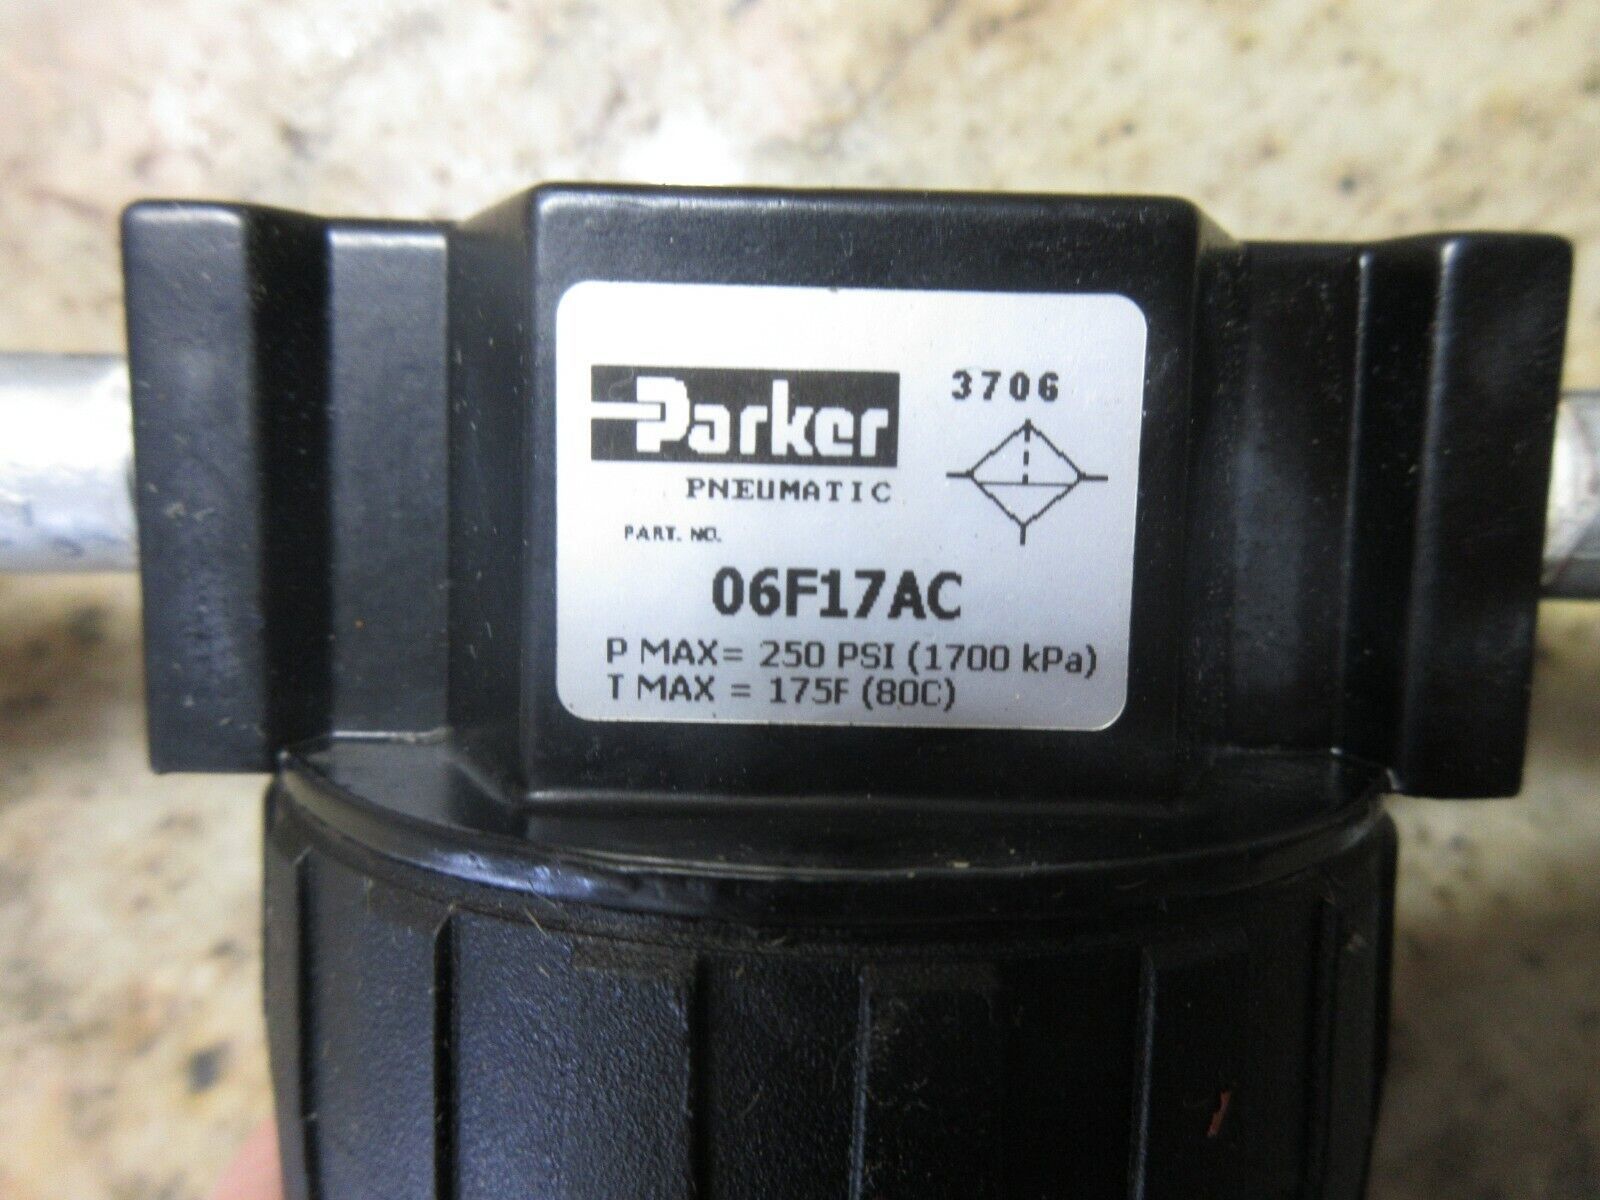 Parker
3706
PNEUMATIC
PART. NO.
06F17AC
P MAX= 250 PSI (1700 kPa)
T MAX = 175F (80C)